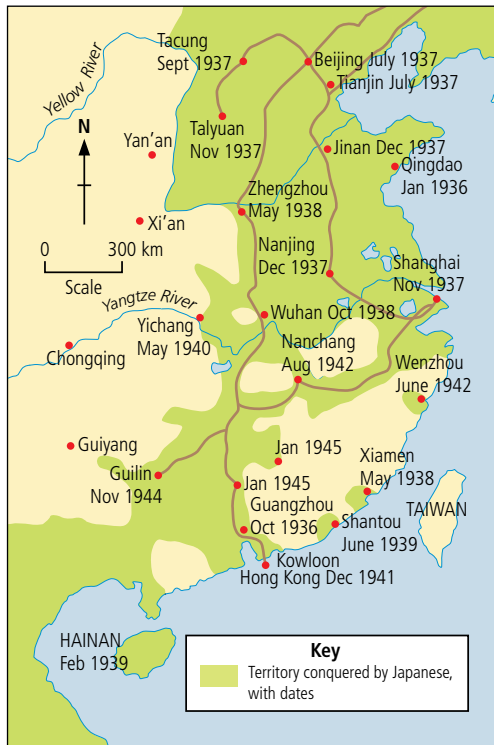 Tacung
Sept 1937
Beijing July 1937
Tianjin July 1937
Yellow River
Talyuan
Nov 1937
N
Yan'an
Jinan Dec 1937
Qingdao
Jan 1936
Zhengzhou
May 1938
Xi'an
0 300 km
Scale
Nanjing
Dec 1937
Shanghai
Nov 1937
Yangtze River
Yichang
May 1940
Wuhan Oct 1938
Chongqing
Nanchang
Aug 1942
Wenzhou
June 1942
Guiyang
Guilin
Nov 1944
Jan 1945
Xiamen
May 1938
Jan 1945
Guangzhou
Oct 1936
TAIWAN
Shantou
June 1939
Kowloon
Hong Kong Dec 1941
HAINAN
Feb 1939
Key
Territory conquered by Japanese,
with dates